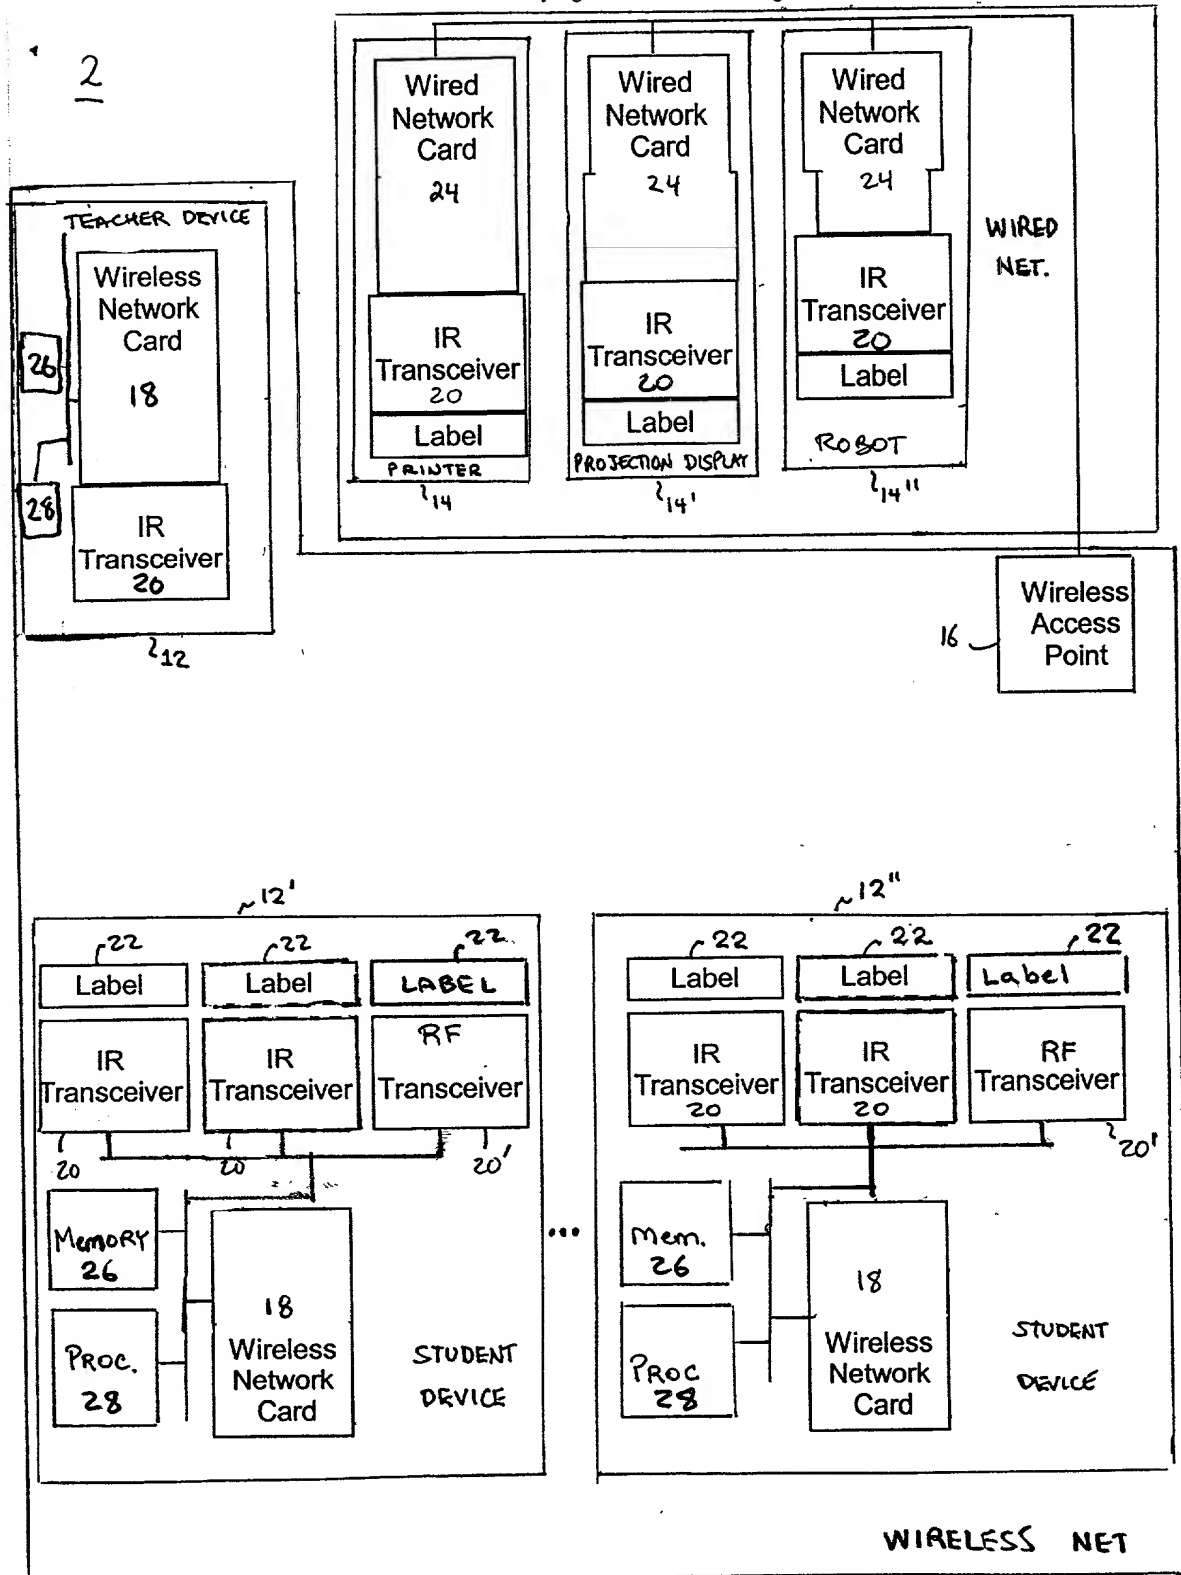 2
Wired
Network
Card
24
Wired
Network
Card
24
Wired
Network
Card
24
WIRED
NET.
IR
Transceiver
20
Label
PRINTER
14
IR
Transceiver
20
Label
PROJECTION DISPLAY
14'
IR
Transceiver
20
Label
ROBOT
14"
TEACHER DEVICE
Wireless
Network
Card
18
26
28
IR
Transceiver
20
12
16
Wireless
Access
Point
12'
22
22
22
Label
Label
LABEL
IR
Transceiver
IR
Transceiver
RF
Transceiver
20
20
20'
MEMORY
26
PROC.
28
18
Wireless
Network
Card
STUDENT
DEVICE
...
12"
22
22
22
Label
Label
Label
IR
Transceiver
20
IR
Transceiver
20
RF
Transceiver
20'
Mem.
26
PROC
28
18
Wireless
Network
Card
STUDENT
DEVICE
WIRELESS NET